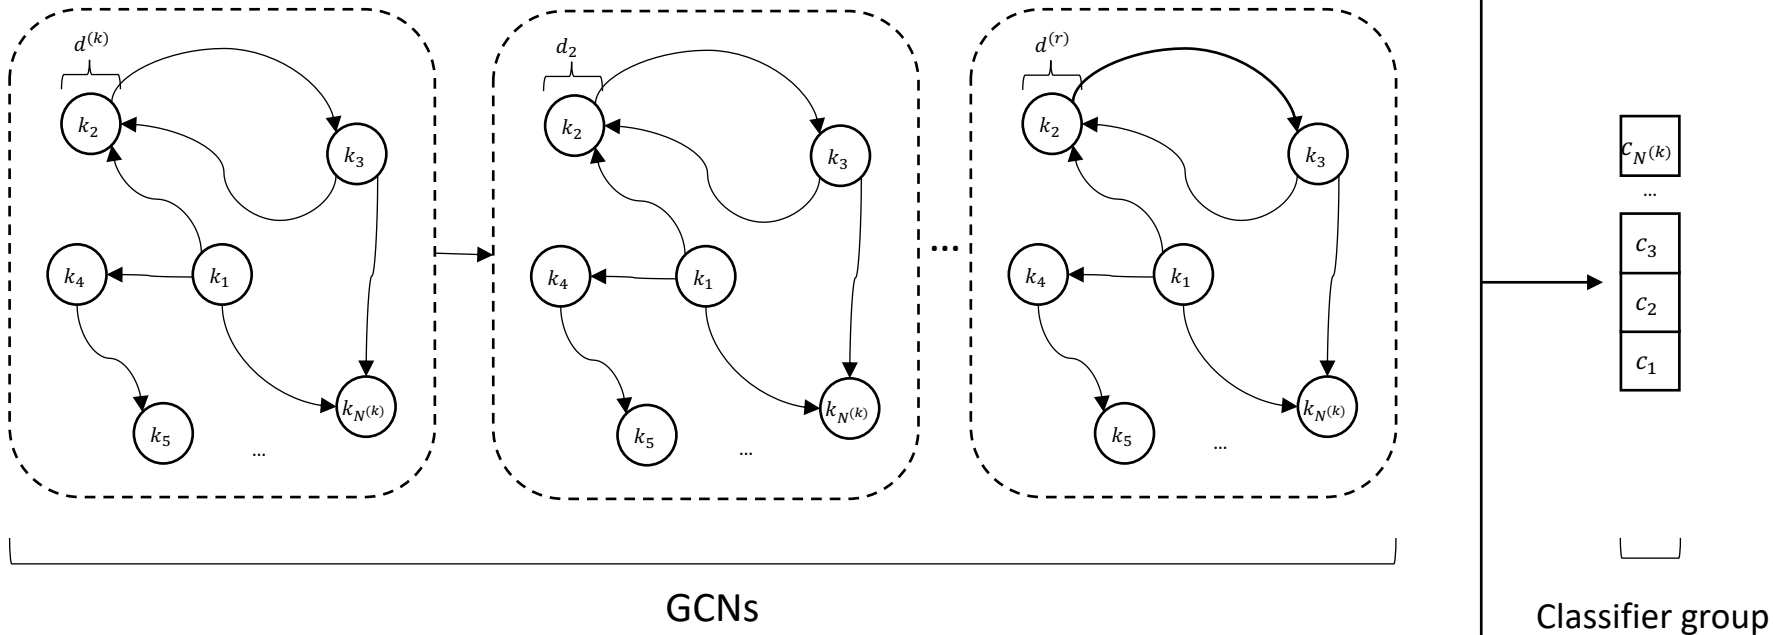 d^(k)
k_2
k_3
k_4
k_1
k_N^(k)
k_5
...
d_2
k_2
k_3
k_4
k_1
k_N^(k)
k_5
...
...
d^(r)
k_2
k_3
k_4
k_1
k_N^(k)
k_5
...
GCNs
c_N^(k)
...
c_3
c_2
c_1
Classifier group